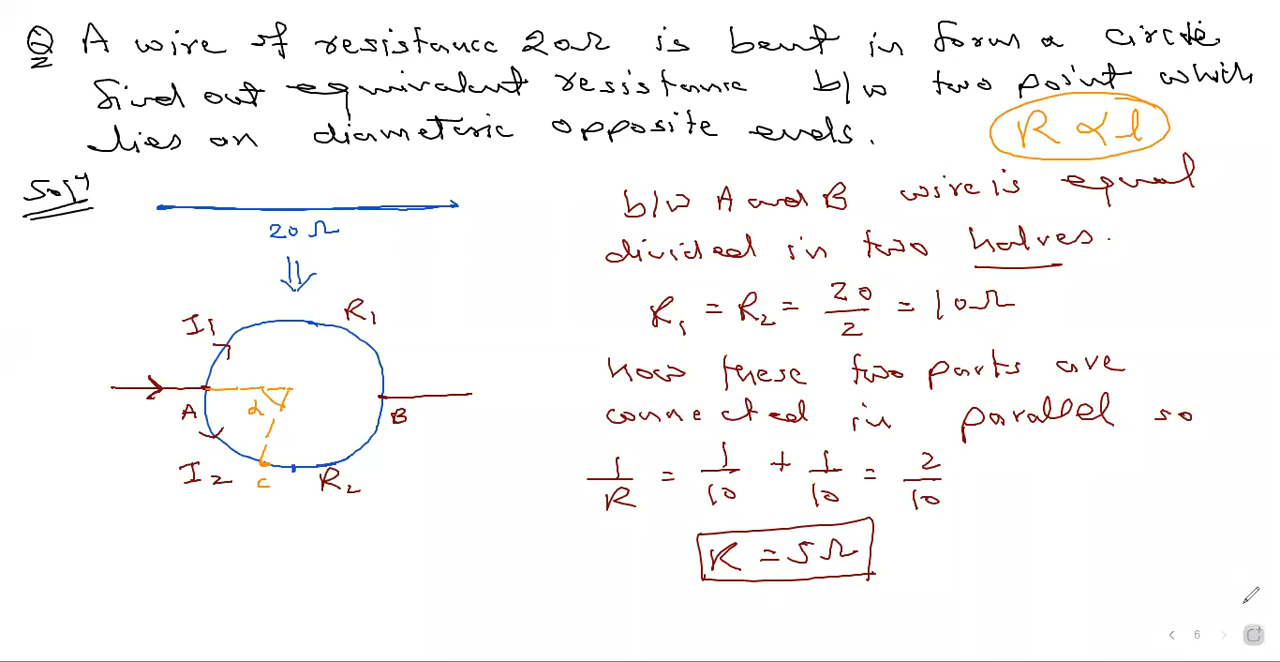 Q A wire of resistance 20Ω is bent in form a circle.
find out equivalent resistance b/w two point which
lies on diameteric opposite ends.
R ∝ l
Solⁿ
20 Ω
b/w A and B wire is equal
divided in two halves.
I₁ R₁
R₁ = R₂ = 20/2 = 10Ω
now these two parts are
A α B
connected in parallel so
I₂ C R₂
1/R = 1/10 + 1/10 = 2/10
R = 5Ω
6